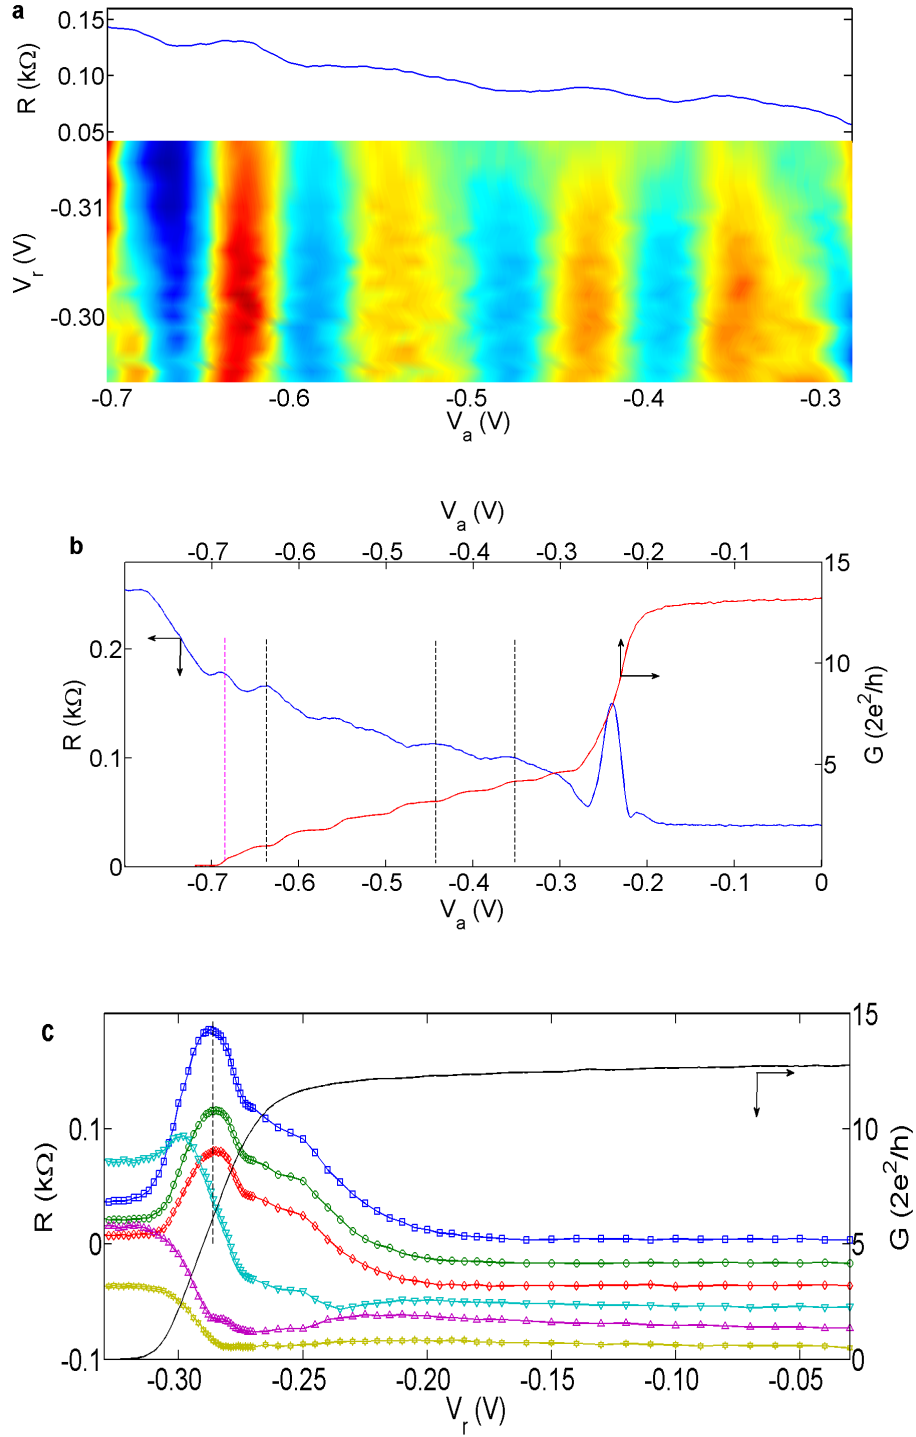 a
0.15
0.10
0.05
R (kΩ)
-0.31
-0.30
V_r (V)
-0.7 -0.6 -0.5 -0.4 -0.3
V_a (V)
V_a (V)
b
-0.7 -0.6 -0.5 -0.4 -0.3 -0.2 -0.1
0.2
0.1
0
R (kΩ)
15
10
5
G (2e²/h)
-0.7 -0.6 -0.5 -0.4 -0.3 -0.2 -0.1 0
V_a (V)
c
0.1
0
-0.1
R (kΩ)
15
10
5
0
G (2e²/h)
-0.30 -0.25 -0.20 -0.15 -0.10 -0.05
V_r (V)